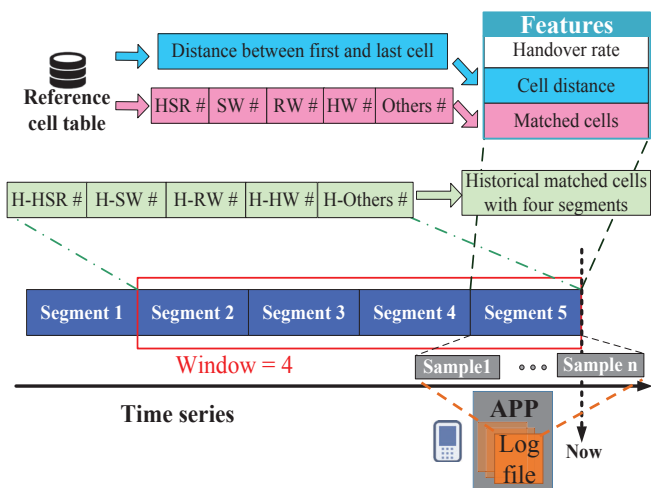 Features
Distance between first and last cell
Handover rate
Cell distance
Reference
cell table
HSR #
SW #
RW #
HW #
Others #
Matched cells
H-HSR #
H-SW #
H-RW #
H-HW #
H-Others #
Historical matched cells
with four segments
Segment 1
Segment 2
Segment 3
Segment 4
Segment 5
Window = 4
Sample1
Sample n
Time series
APP
Log
file
Now